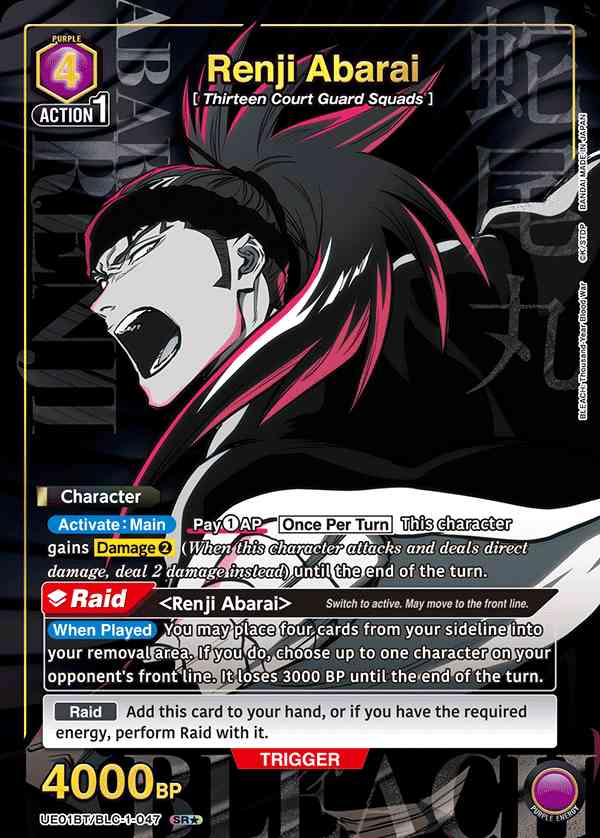 PURPLE
4
ACTION 1
Renji Abarai
[ Thirteen Court Guard Squads ]
ABARAI
RENJI
蛇尾丸
BLEACH: Thousand-Year Blood War ©K/STDP BANDAI MADE IN JAPAN
Character
Activate: Main Pay 1 AP Once Per Turn This character
gains Damage 2 (When this character attacks and deals direct
damage, deal 2 damage instead) until the end of the turn.
Raid <Renji Abarai> Switch to active. May move to the front line.
When Played You may place four cards from your sideline into
your removal area. If you do, choose up to one character on your
opponent's front line. It loses 3000 BP until the end of the turn.
Raid Add this card to your hand, or if you have the required
energy, perform Raid with it.
TRIGGER
4000 BP
BLEACH
UE01BT/BLC-1-047 SR★
PURPLE ENERGY